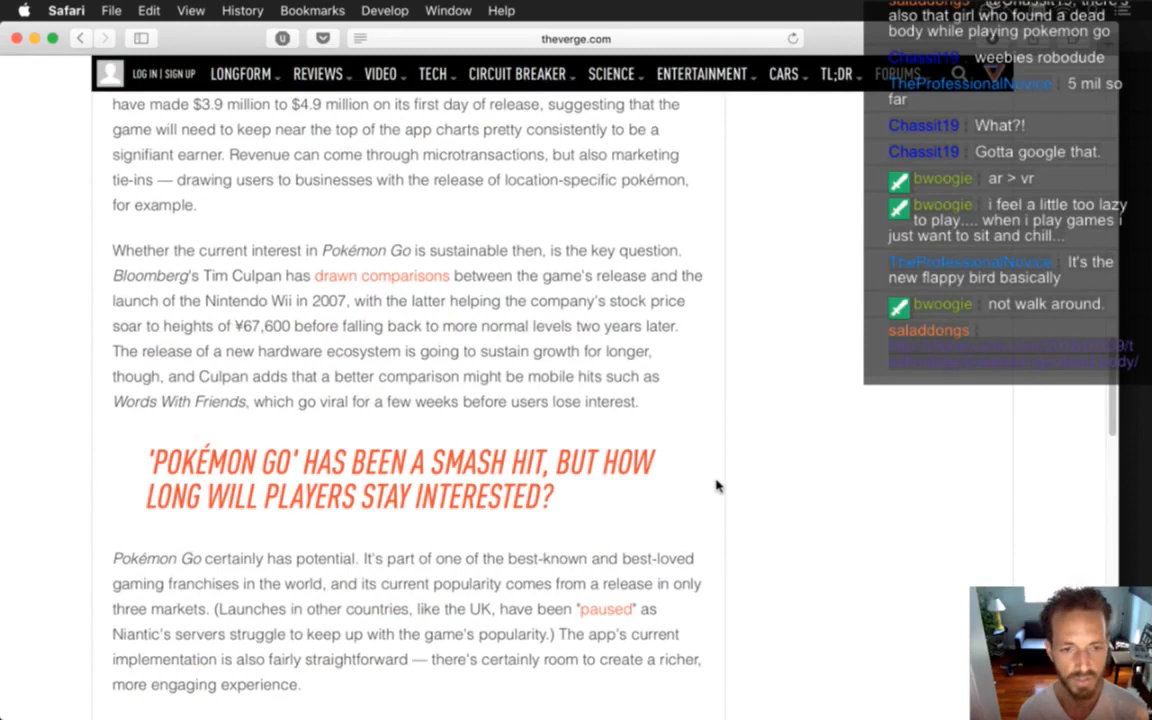 Safari File Edit View History Bookmarks Develop Window Help
theverge.com
LOG IN | SIGN UP LONGFORM REVIEWS VIDEO TECH CIRCUIT BREAKER SCIENCE ENTERTAINMENT CARS TL;DR FORUMS
have made $3.9 million to $4.9 million on its first day of release, suggesting that the
game will need to keep near the top of the app charts pretty consistently to be a
signifiant earner. Revenue can come through microtransactions, but also marketing
tie-ins — drawing users to businesses with the release of location-specific pokémon,
for example.
Whether the current interest in Pokémon Go is sustainable then, is the key question.
Bloomberg's Tim Culpan has drawn comparisons between the game's release and the
launch of the Nintendo Wii in 2007, with the latter helping the company's stock price
soar to heights of ¥67,600 before falling back to more normal levels two years later.
The release of a new hardware ecosystem is going to sustain growth for longer,
though, and Culpan adds that a better comparison might be mobile hits such as
Words With Friends, which go viral for a few weeks before users lose interest.
'POKÉMON GO' HAS BEEN A SMASH HIT, BUT HOW
LONG WILL PLAYERS STAY INTERESTED?
Pokémon Go certainly has potential. It's part of one of the best-known and best-loved
gaming franchises in the world, and its current popularity comes from a release in only
three markets. (Launches in other countries, like the UK, have been "paused" as
Niantic's servers struggle to keep up with the game's popularity.) The app's current
implementation is also fairly straightforward — there's certainly room to create a richer,
more engaging experience.
saladdongs : @Chassit19, there's
also that girl who found a dead
body while playing pokemon go
Chassit19 : weebies robodude
TheProfessionalNovice : 5 mil so
far
Chassit19 : What?!
Chassit19 : Gotta google that.
bwoogie : ar > vr
bwoogie : i feel a little too lazy
to play.... when i play games i
just want to sit and chill...
TheProfessionalNovice : It's the
new flappy bird basically
bwoogie : not walk around.
saladdongs :